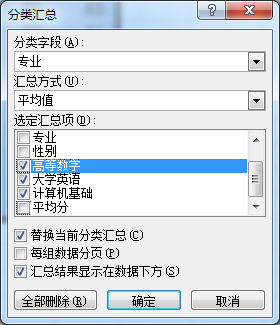 分类汇总
分类字段(A):
专业
汇总方式(U):
平均值
选定汇总项(D):
专业
性别
高等数学
大学英语
计算机基础
平均分
替换当前分类汇总(C)
每组数据分页(P)
汇总结果显示在数据下方(S)
全部删除(R)
确定
取消